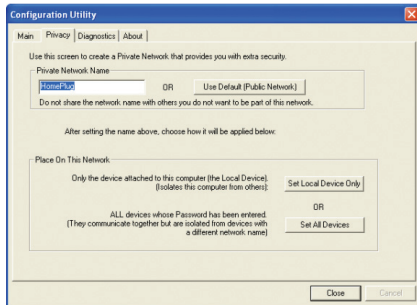 Configuration Utility
Main Privacy Diagnostics About
Use this screen to create a Private Network that provides you with extra security.
Private Network Name
HomePlug OR Use Default (Public Network)
Do not share the network name with others you do not want to be part of this network.
After setting the name above, choose how it will be applied below:
Place On This Network
Only the device attached to this computer (the Local Device).
(Isolates this computer from others): Set Local Device Only
OR
ALL devices whose Password has been entered.
(They communicate together but are isolated from devices with
a different network name) Set All Devices
Close Cancel